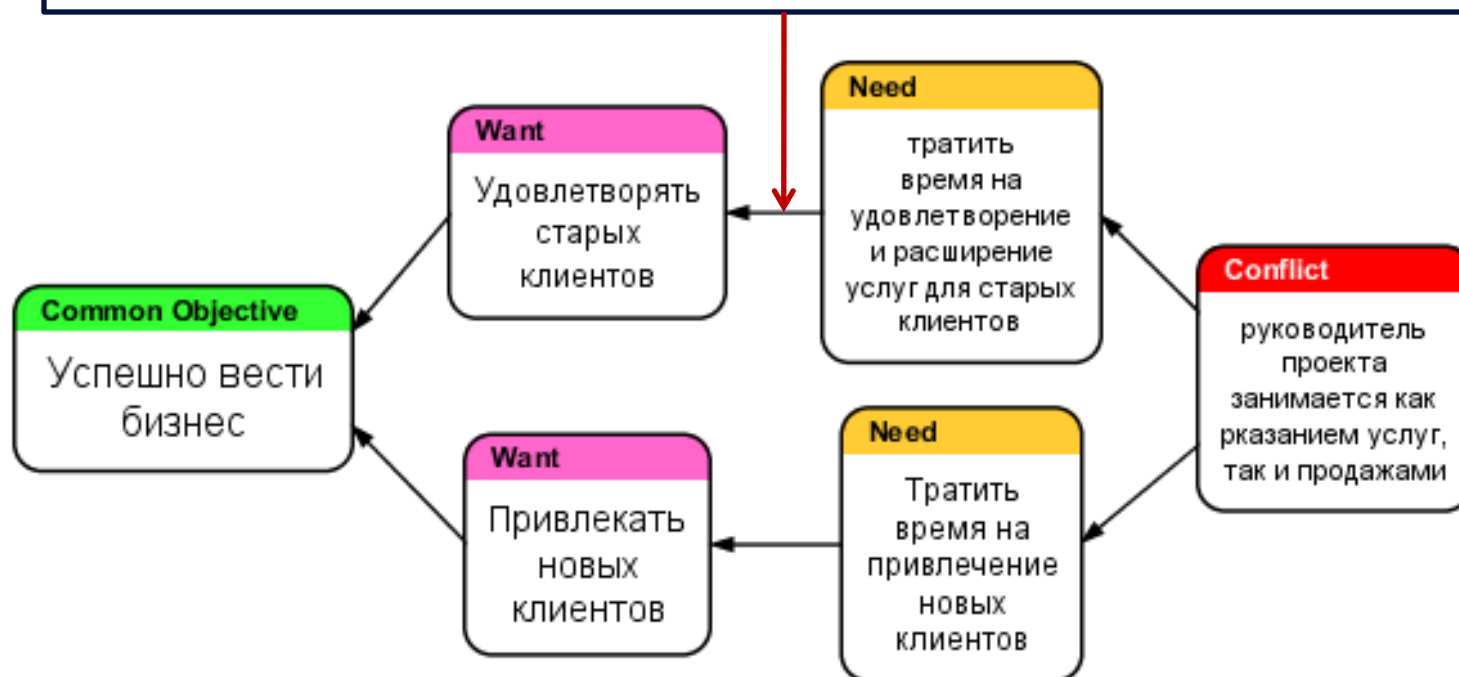 Common Objective
Успешно вести
бизнес
Want
Удовлетворять
старых
клиентов
Want
Привлекать
новых
клиентов
Need
тратить
время на
удовлетворение
и расширение
услуг для старых
клиентов
Need
Тратить
время на
привлечение
новых
клиентов
Conflict
руководитель
проекта
занимается как
рказанием услуг,
так и продажами